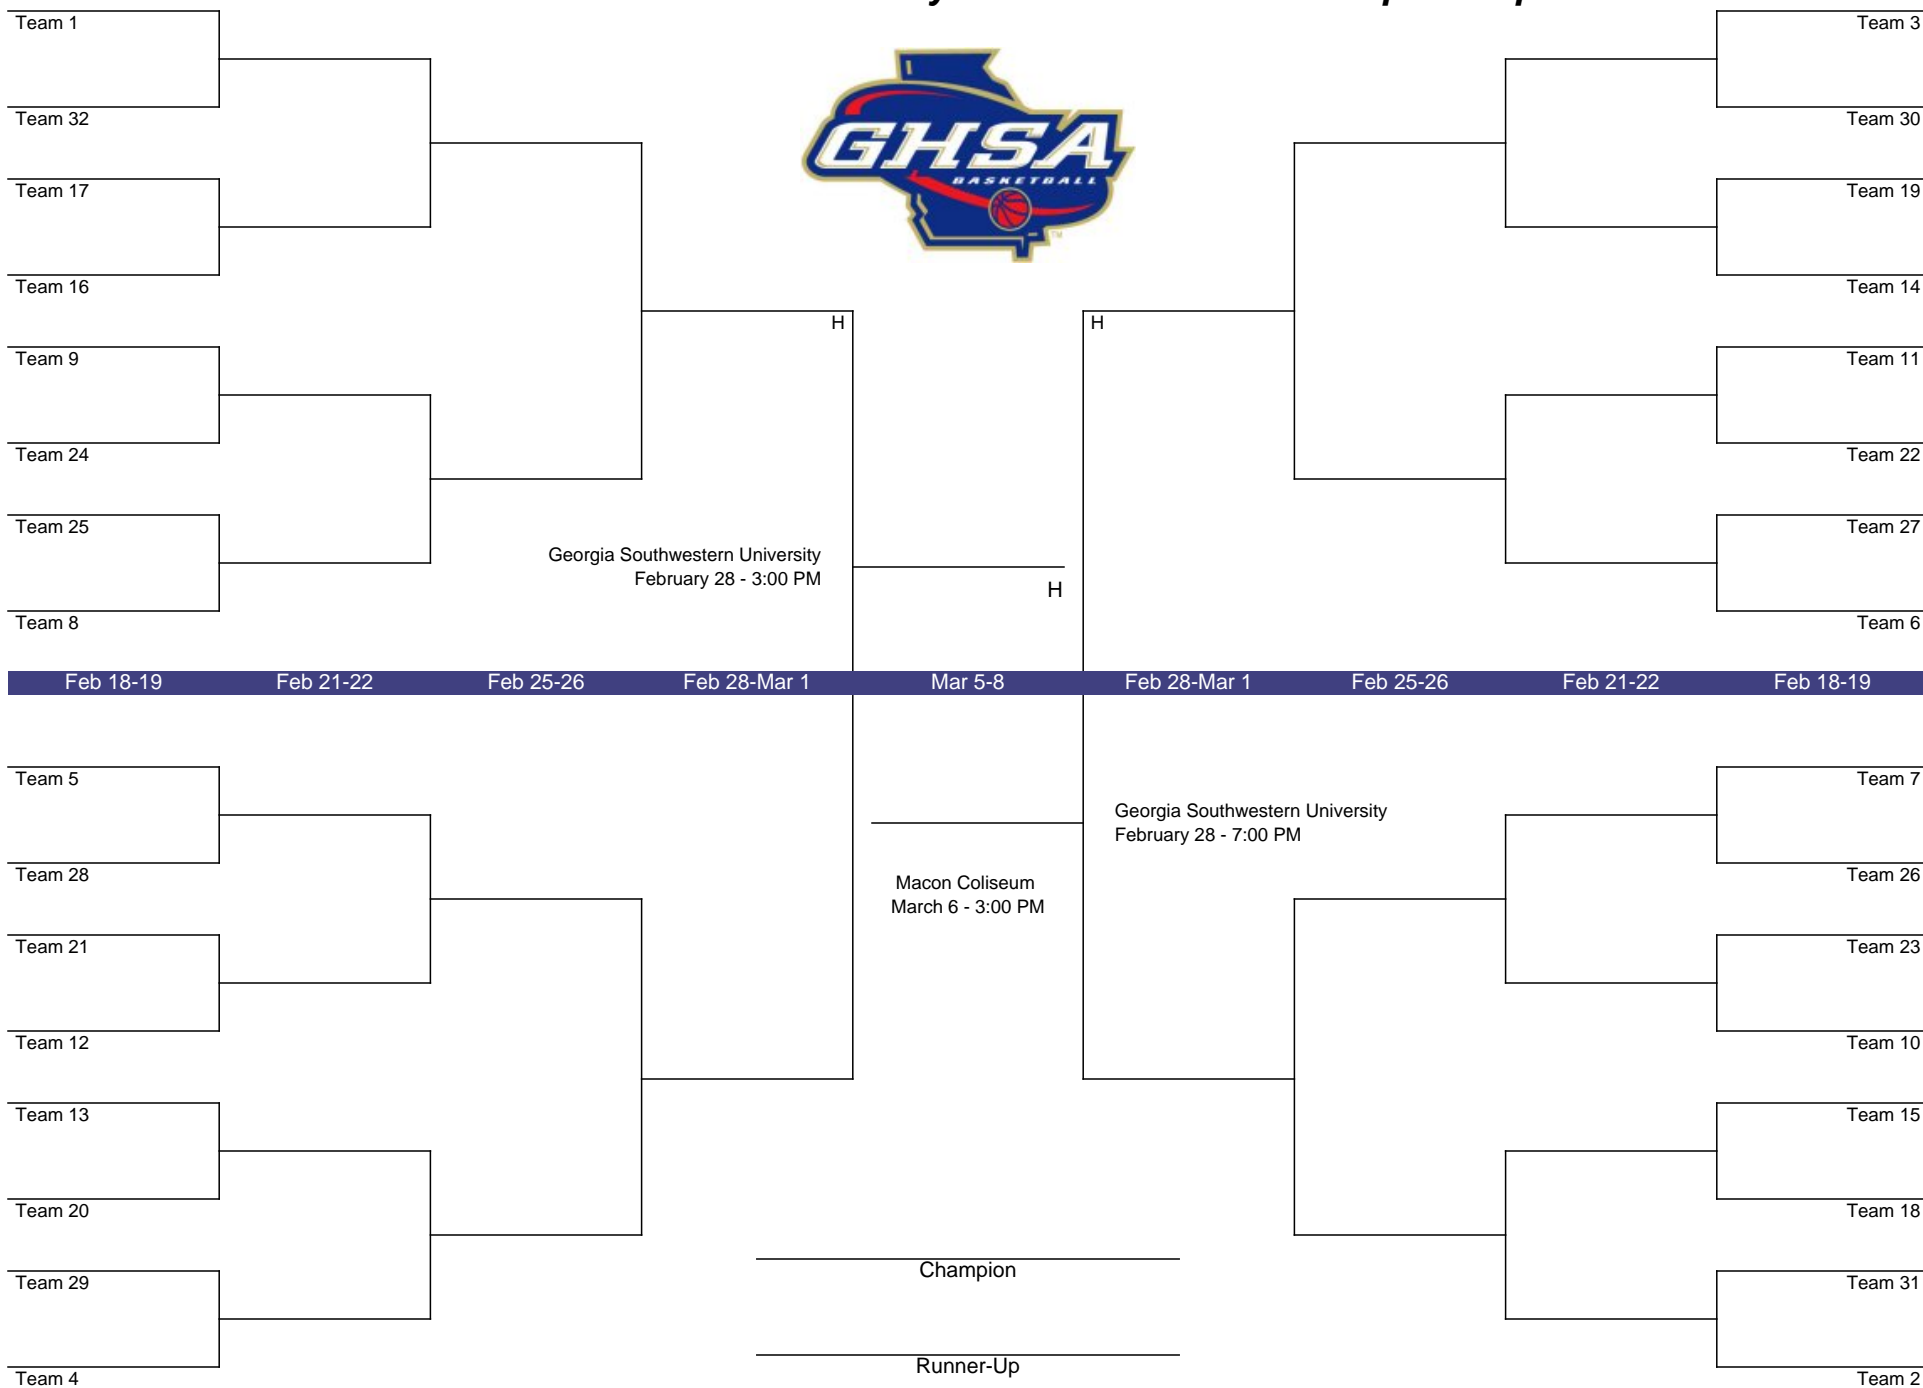 Team 1
Team 32
Team 17
Team 16
Team 9
Team 24
Team 25
Team 8
GHSA
BASKETBALL
TM
Team 3
Team 30
Team 19
Team 14
Team 11
Team 22
Team 27
Team 6
H
H
Georgia Southwestern University
February 28 - 3:00 PM
H
Feb 18-19 Feb 21-22 Feb 25-26 Feb 28-Mar 1 Mar 5-8 Feb 28-Mar 1 Feb 25-26 Feb 21-22 Feb 18-19
Team 5
Team 28
Team 21
Team 12
Team 13
Team 20
Team 29
Team 4
Georgia Southwestern University
February 28 - 7:00 PM
Macon Coliseum
March 6 - 3:00 PM
Team 7
Team 26
Team 23
Team 10
Team 15
Team 18
Team 31
Team 2
Champion
Runner-Up